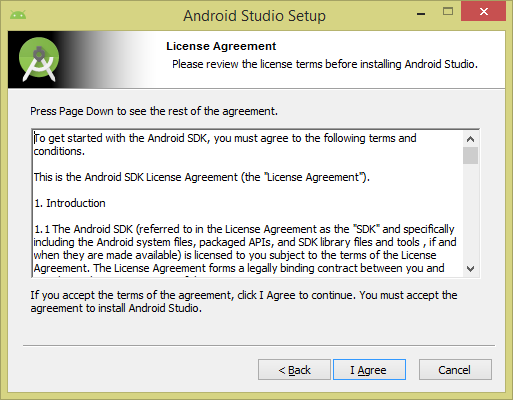 Android Studio Setup
License Agreement
Please review the license terms before installing Android Studio.
Press Page Down to see the rest of the agreement.
To get started with the Android SDK, you must agree to the following terms and
conditions.
This is the Android SDK License Agreement (the "License Agreement").
1. Introduction
1.1 The Android SDK (referred to in the License Agreement as the "SDK" and specifically
including the Android system files, packaged APIs, and SDK library files and tools , if and
when they are made available) is licensed to you subject to the terms of the License
Agreement. The License Agreement forms a legally binding contract between you and
If you accept the terms of the agreement, click I Agree to continue. You must accept the
agreement to install Android Studio.
< Back
I Agree
Cancel